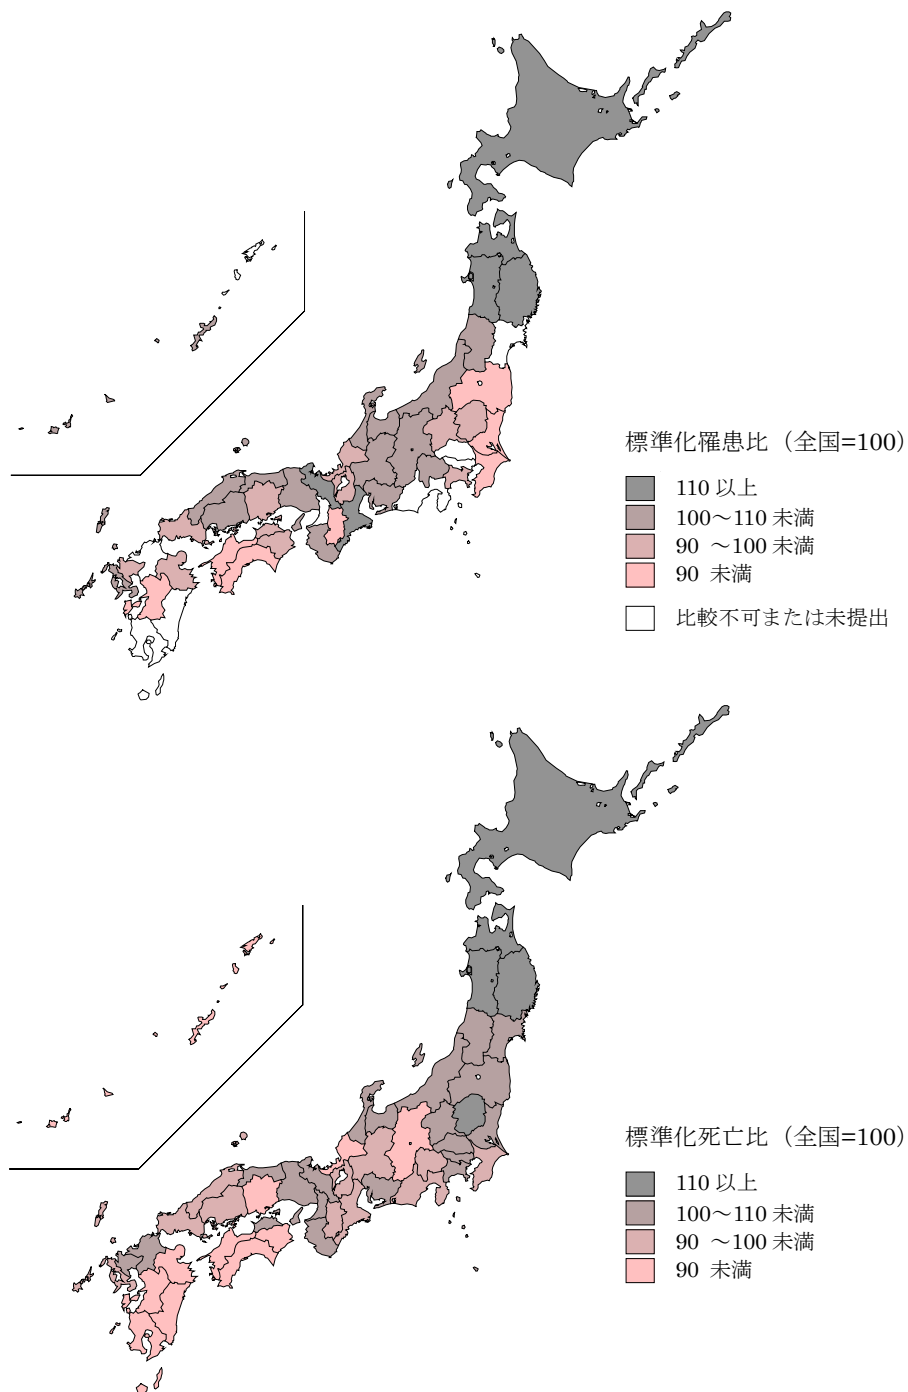 標準化罹患比（全国=100）
110 以上
100〜110 未満
90 〜100 未満
90 未満
比較不可または未提出
標準化死亡比（全国=100）
110 以上
100〜110 未満
90 〜100 未満
90 未満